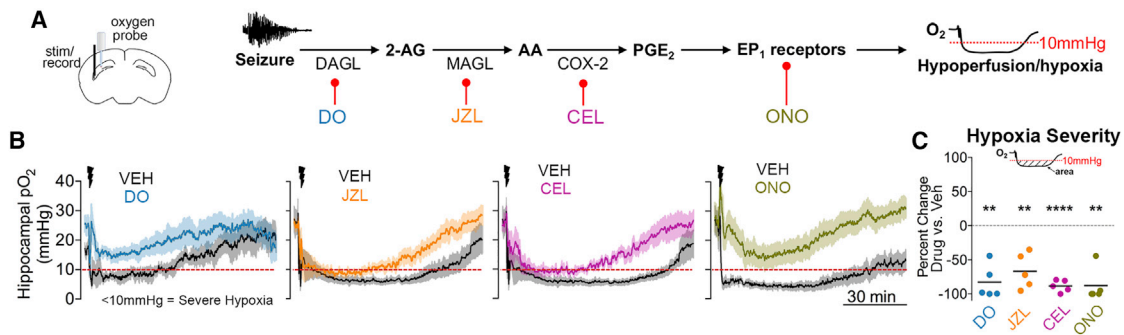 A
oxygen
probe
stim/
record
Seizure
2-AG
AA
PGE2
EP1 receptors
DAGL
MAGL
COX-2
DO
JZL
CEL
ONO
O2
10mmHg
Hypoperfusion/hypoxia
B
Hippocampal pO2
(mmHg)
40
30
20
10
0
VEH
DO
<10mmHg = Severe Hypoxia
VEH
JZL
VEH
CEL
VEH
ONO
30 min
C
Hypoxia Severity
O2
10mmHg
area
Percent Change
Drug vs. Veh
100
50
0
-50
-100
** ** **** **
DO
JZL
CEL
ONO